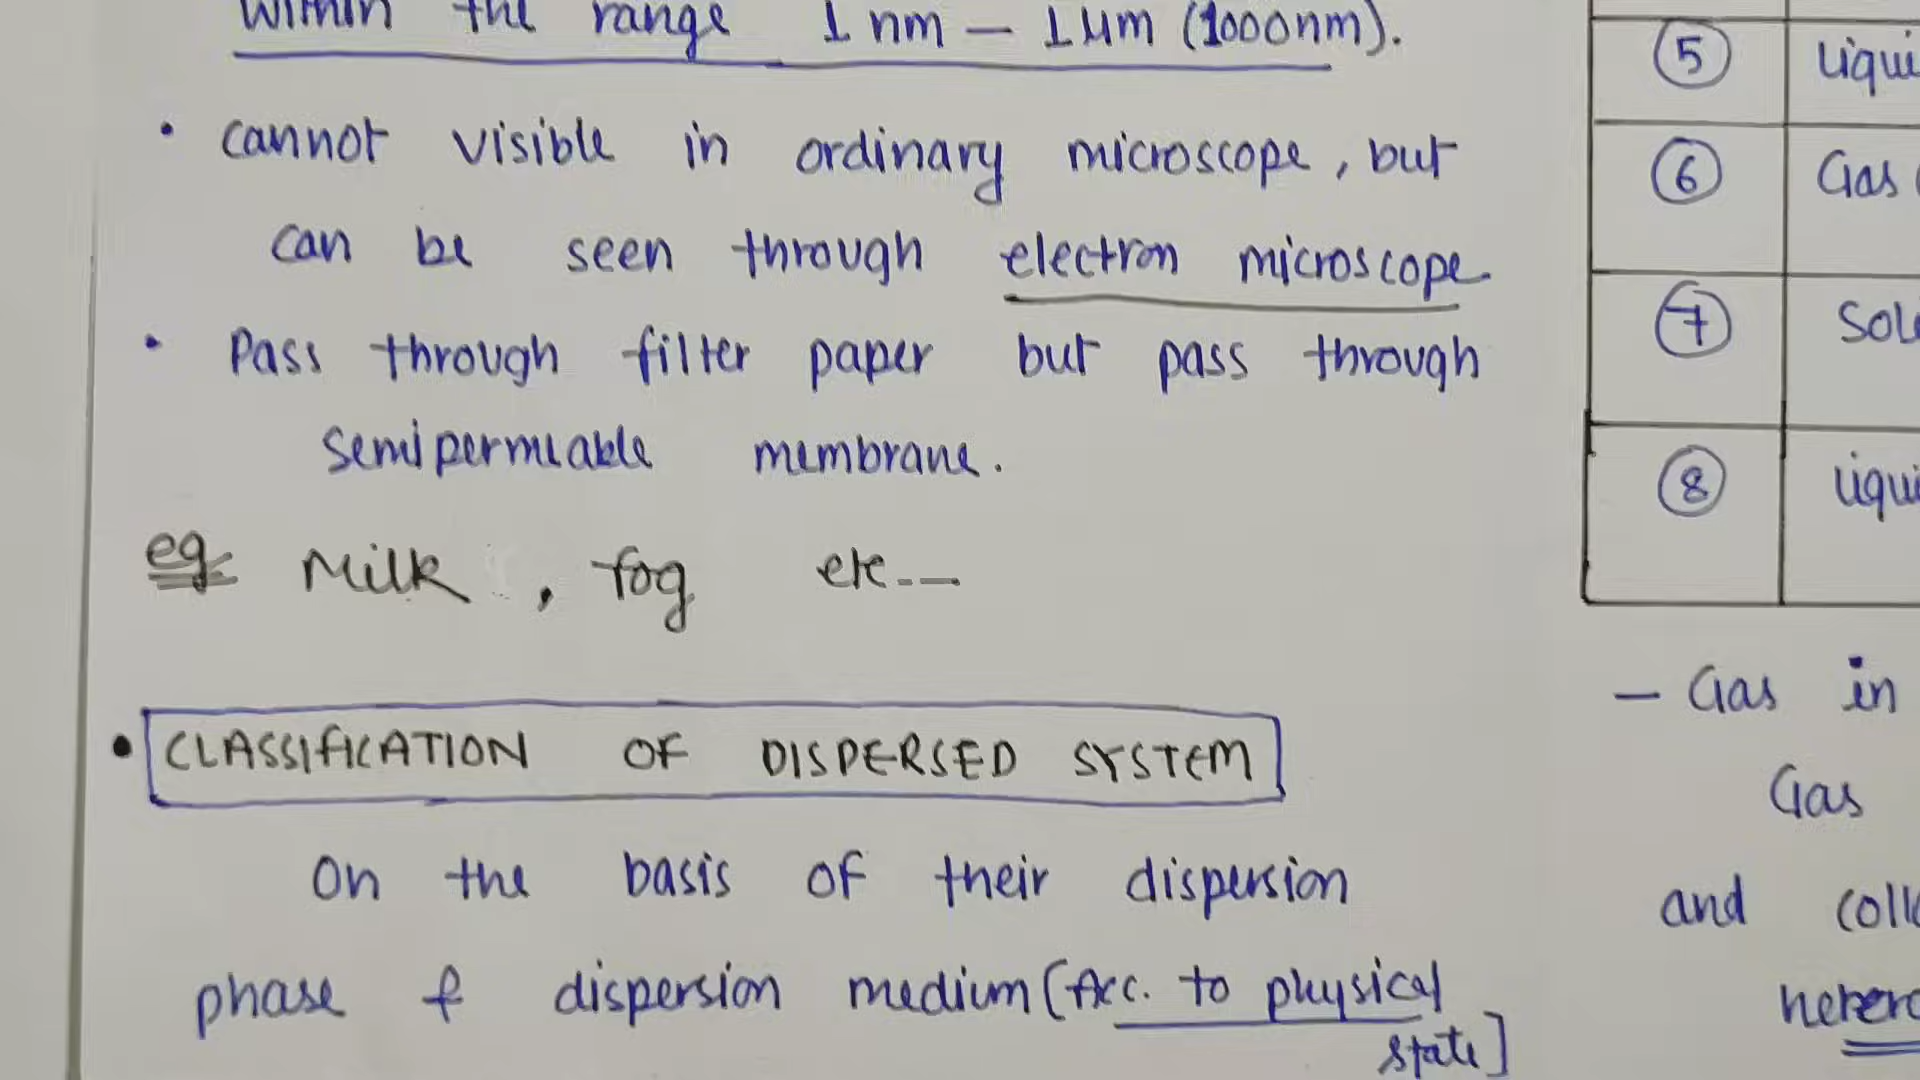 within the range 1 nm – 1 µm (1000nm).
• cannot visible in ordinary microscope, but
can be seen through electron microscope
• Pass through filter paper but pass through
semipermeable membrane.
eg Milk, fog etc...
• CLASSIFICATION OF DISPERSED SYSTEM
On the basis of their dispersion
phase & dispersion medium [Acc. to physical
state]
5
6 Gas
7
8
– Gas in
Gas
and